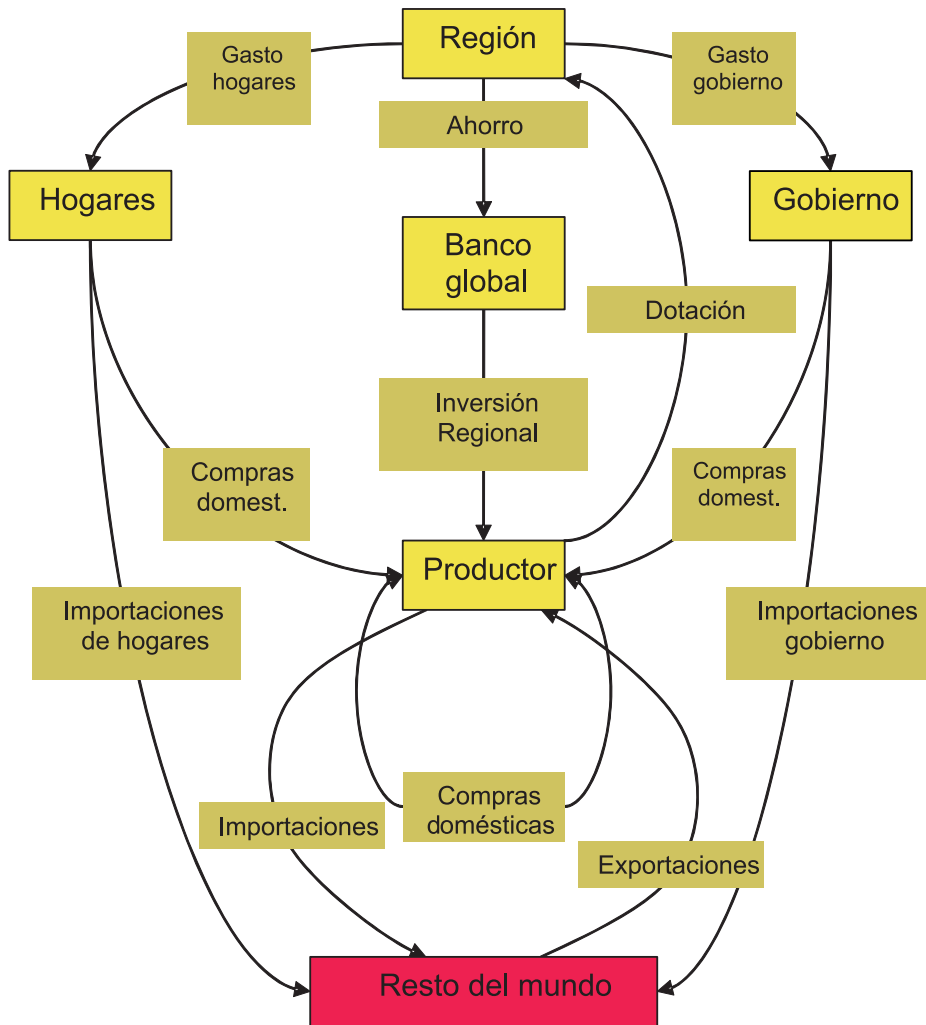 Región
Gasto
hogares
Gasto
gobierno
Ahorro
Hogares
Gobierno
Banco
global
Dotación
Inversión
Regional
Compras
domest.
Compras
domest.
Productor
Importaciones
de hogares
Importaciones
gobierno
Compras
domésticas
Importaciones
Exportaciones
Resto del mundo